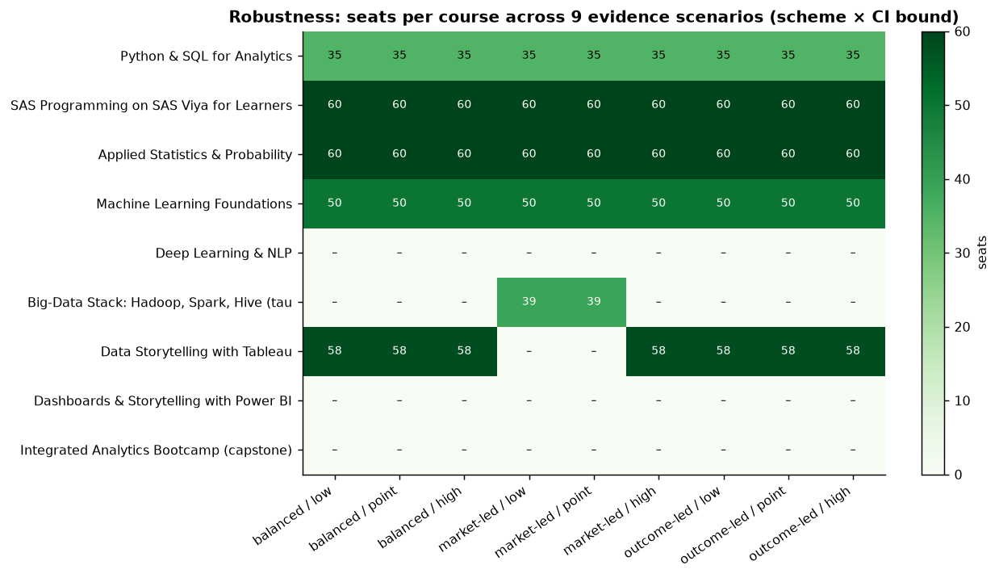 Robustness: seats per course across 9 evidence scenarios (scheme × CI bound)
Python & SQL for Analytics 35 35 35 35 35 35 35 35 35
SAS Programming on SAS Viya for Learners 60 60 60 60 60 60 60 60 60
Applied Statistics & Probability 60 60 60 60 60 60 60 60 60
Machine Learning Foundations 50 50 50 50 50 50 50 50 50
Deep Learning & NLP – – – – – – – – –
Big-Data Stack: Hadoop, Spark, Hive (tau – – – 39 39 – – – –
Data Storytelling with Tableau 58 58 58 – – 58 58 58 58
Dashboards & Storytelling with Power BI – – – – – – – – –
Integrated Analytics Bootcamp (capstone) – – – – – – – – –
balanced / low
balanced / point
balanced / high
market-led / low
market-led / point
market-led / high
outcome-led / low
outcome-led / point
outcome-led / high
60
50
40
30
20
10
0
seats